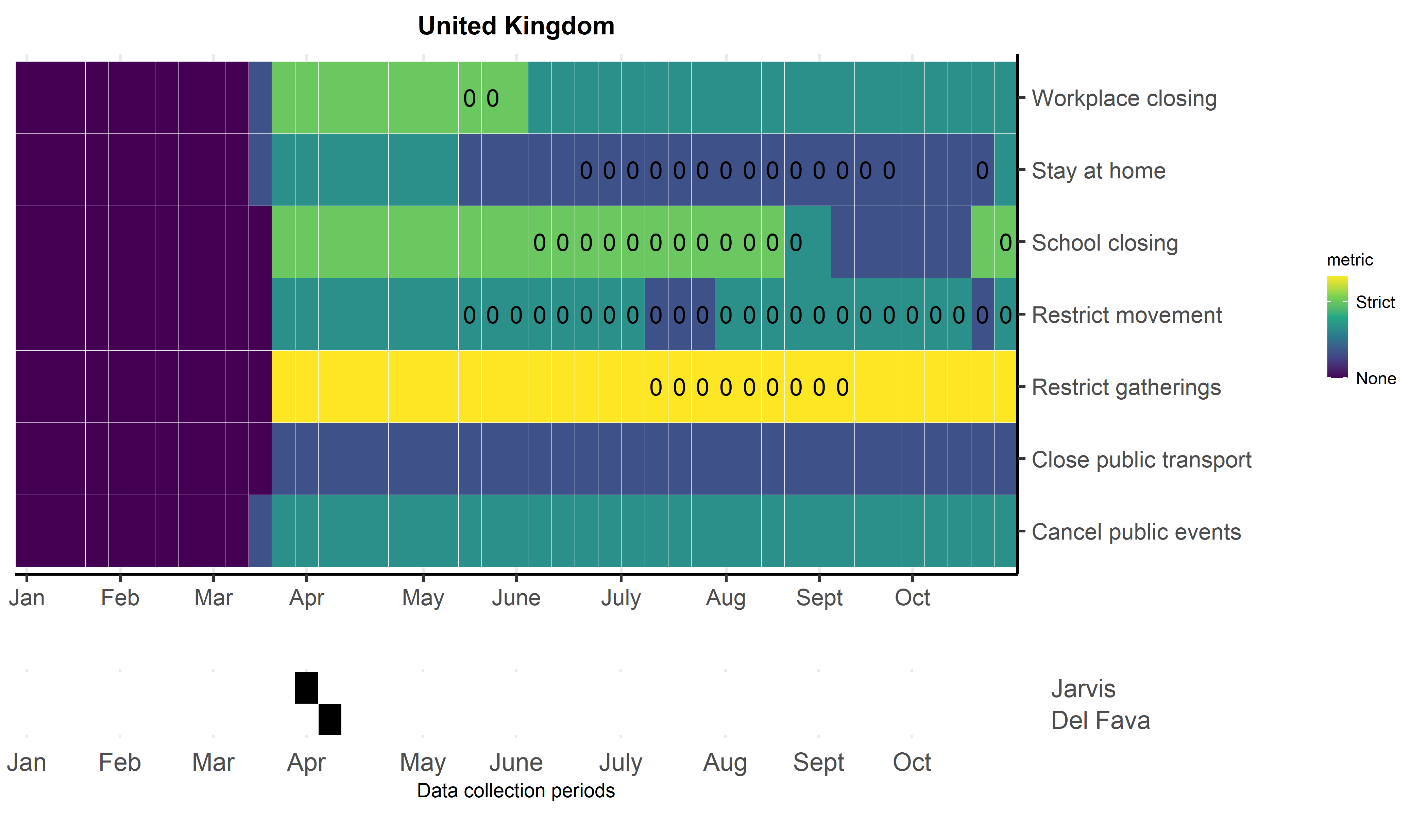 United Kingdom
0 0 Workplace closing
0 0 0 0 0 0 0 0 0 0 0 0 0 0 0 Stay at home
0 0 0 0 0 0 0 0 0 0 0 0 0 School closing
0 0 0 0 0 0 0 0 0 0 0 0 0 0 0 0 0 0 0 0 0 0 0 0 Restrict movement
0 0 0 0 0 0 0 0 0 Restrict gatherings
Close public transport
Cancel public events
Jan Feb Mar Apr May June July Aug Sept Oct
metric
Strict
None
Jarvis
Del Fava
Jan Feb Mar Apr May June July Aug Sept Oct
Data collection periods